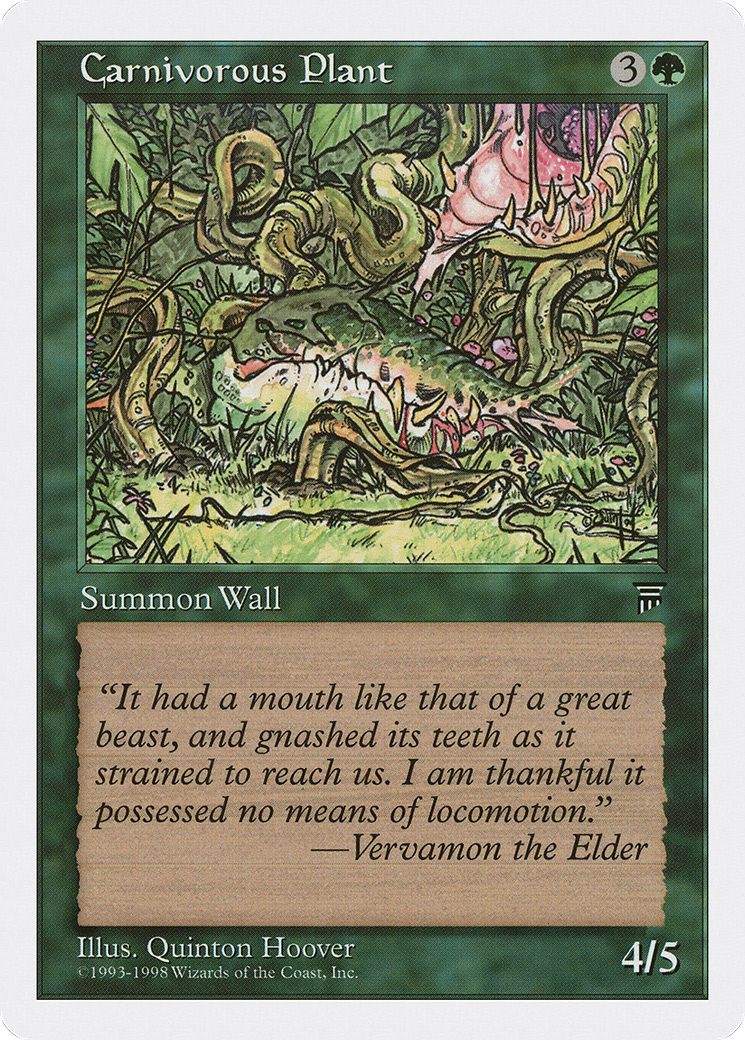 Carnivorous Plant
3
Summon Wall
“It had a mouth like that of a great
beast, and gnashed its teeth as it
strained to reach us. I am thankful it
possessed no means of locomotion.”
—Vervamon the Elder
Illus. Quinton Hoover
4/5
©1993-1998 Wizards of the Coast, Inc.